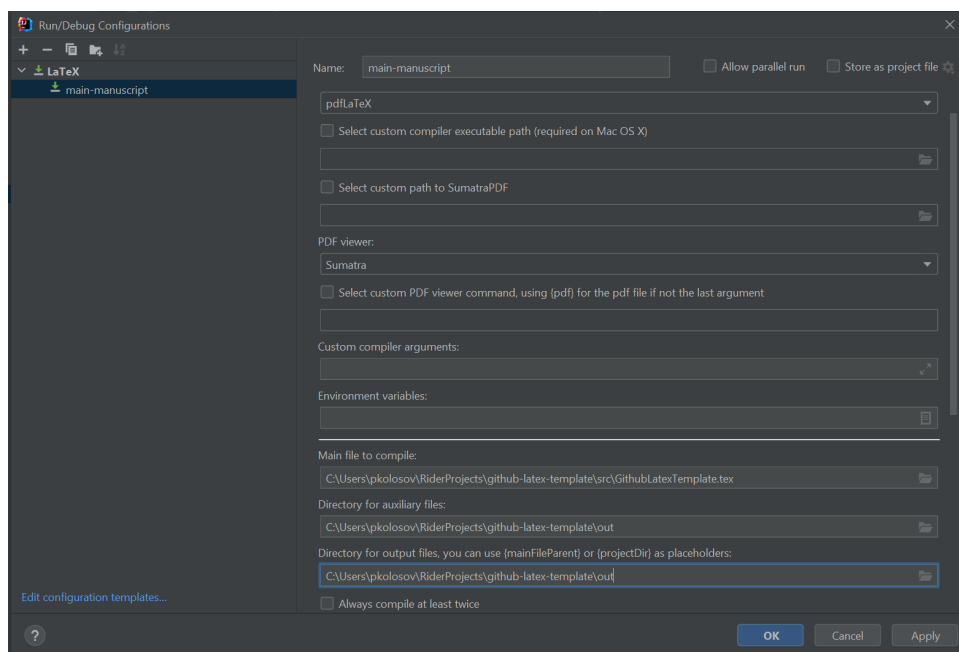 Run/Debug Configurations
LaTeX
main-manuscript
Name: main-manuscript Allow parallel run Store as project file
pdfLaTeX
Select custom compiler executable path (required on Mac OS X)
Select custom path to SumatraPDF
PDF viewer:
Sumatra
Select custom PDF viewer command, using {pdf} for the pdf file if not the last argument
Custom compiler arguments:
Environment variables:
Main file to compile:
C:\Users\pkolosov\RiderProjects\github-latex-template\src\GithubLatexTemplate.tex
Directory for auxiliary files:
C:\Users\pkolosov\RiderProjects\github-latex-template\out
Directory for output files, you can use {mainFileParent} or {projectDir} as placeholders:
C:\Users\pkolosov\RiderProjects\github-latex-template\out
Always compile at least twice
Edit configuration templates...
? OK Cancel Apply